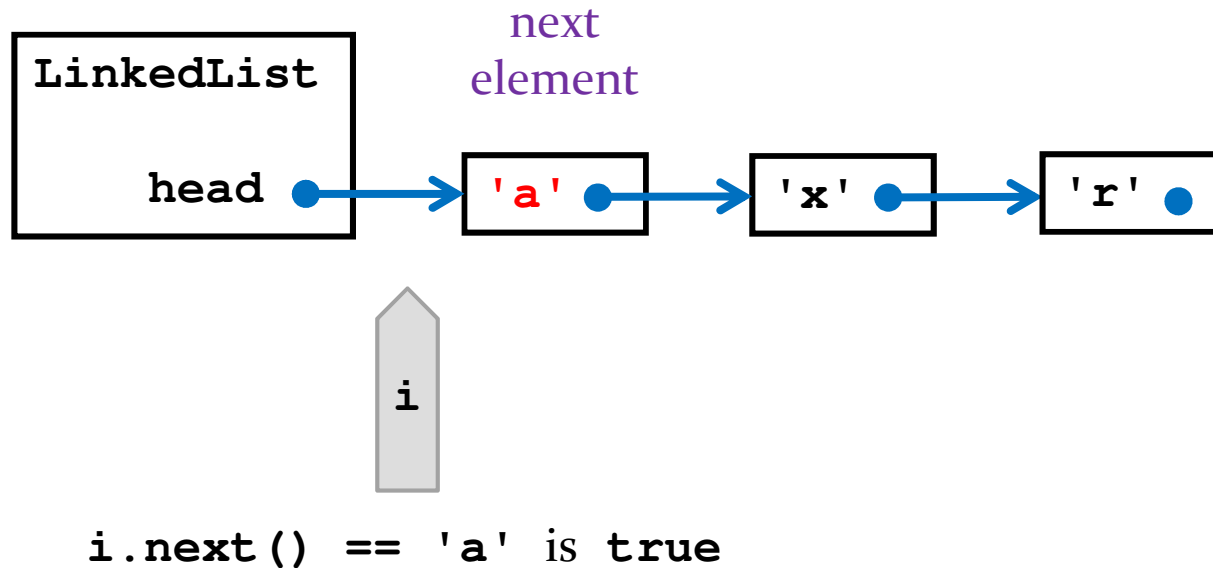 next
element
LinkedList
head
'a'
'x'
'r'
i
i.next() == 'a' is true